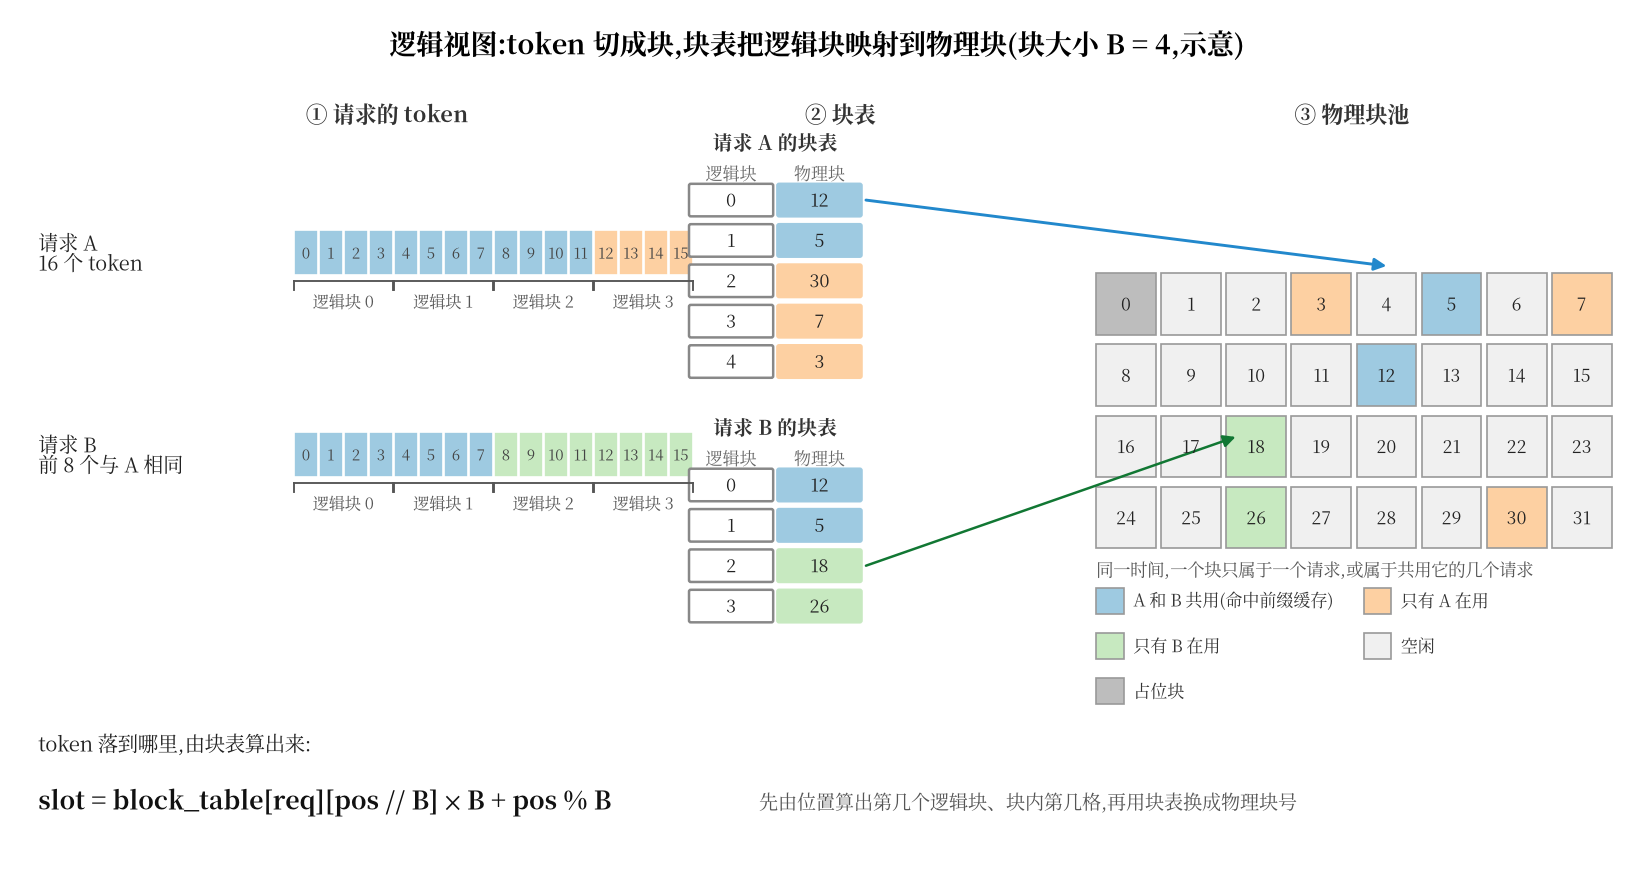 逻辑视图:token 切成块,块表把逻辑块映射到物理块(块大小 B = 4,示意)
① 请求的 token
② 块表
③ 物理块池
请求 A
16 个 token
0 1 2 3 4 5 6 7 8 9 10 11 12 13 14 15
逻辑块 0 逻辑块 1 逻辑块 2 逻辑块 3
请求 A 的块表
逻辑块 物理块
0 12
1 5
2 30
3 7
4 3
请求 B
前 8 个与 A 相同
0 1 2 3 4 5 6 7 8 9 10 11 12 13 14 15
逻辑块 0 逻辑块 1 逻辑块 2 逻辑块 3
请求 B 的块表
逻辑块 物理块
0 12
1 5
2 18
3 26
0 1 2 3 4 5 6 7
8 9 10 11 12 13 14 15
16 17 18 19 20 21 22 23
24 25 26 27 28 29 30 31
同一时间,一个块只属于一个请求,或属于共用它的几个请求
A 和 B 共用(命中前缀缓存) 只有 A 在用
只有 B 在用 空闲
占位块
token 落到哪里,由块表算出来:
slot = block_table[req][pos // B] × B + pos % B
先由位置算出第几个逻辑块、块内第几格,再用块表换成物理块号